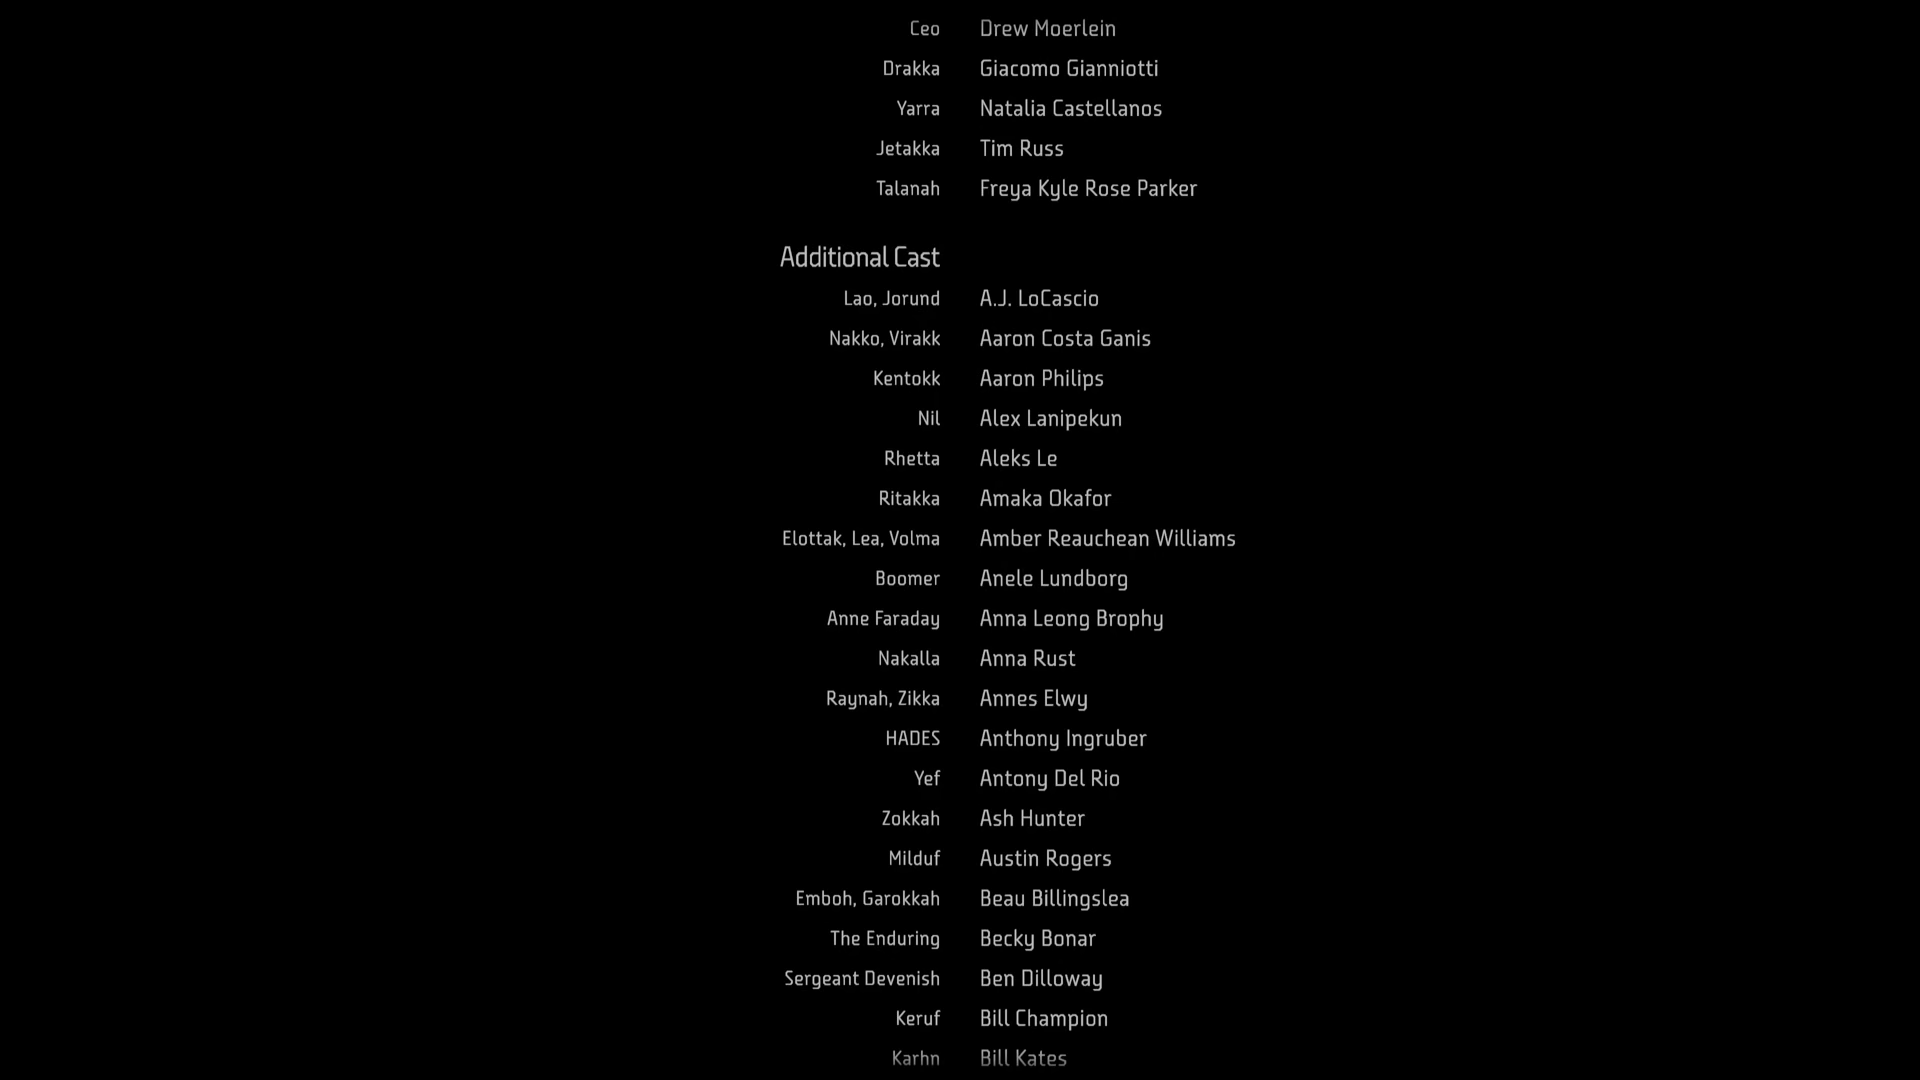 Ceo Drew Moerlein
Drakka Giacomo Gianniotti
Yarra Natalia Castellanos
Jetakka Tim Russ
Talanah Freya Kyle Rose Parker
Additional Cast
Lao, Jorund A.J. LoCascio
Nakko, Virakk Aaron Costa Ganis
Kentokk Aaron Philips
Nil Alex Lanipekun
Rhetta Aleks Le
Ritakka Amaka Okafor
Elottak, Lea, Volma Amber Reauchean Williams
Boomer Anele Lundborg
Anne Faraday Anna Leong Brophy
Nakalla Anna Rust
Raynah, Zikka Annes Elwy
HADES Anthony Ingruber
Yef Antony Del Rio
Zokkah Ash Hunter
Milduf Austin Rogers
Emboh, Garokkah Beau Billingslea
The Enduring Becky Bonar
Sergeant Devenish Ben Dilloway
Keruf Bill Champion
Karhn Bill Kates